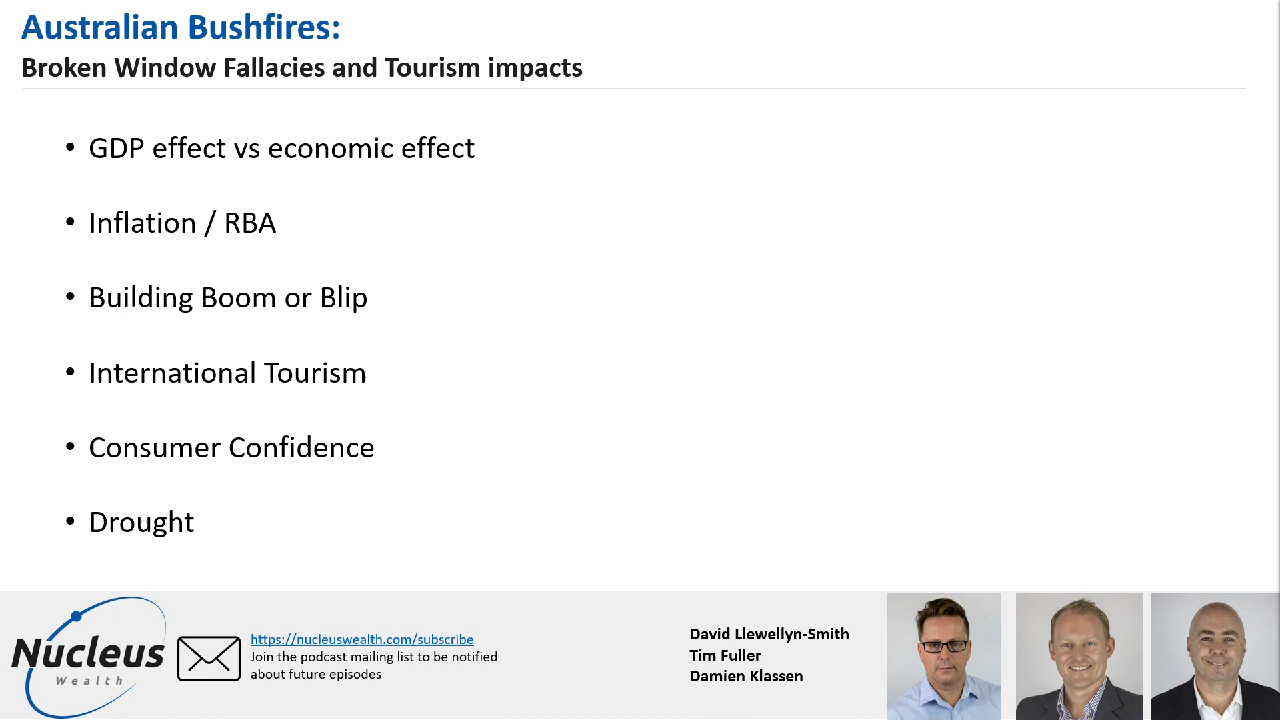 Australian Bushfires:
Broken Window Fallacies and Tourism impacts
• GDP effect vs economic effect
• Inflation / RBA
• Building Boom or Blip
• International Tourism
• Consumer Confidence
• Drought
Nucleus
Wealth
https://nucleuswealth.com/subscribe
Join the podcast mailing list to be notified
about future episodes
David Llewellyn-Smith
Tim Fuller
Damien Klassen